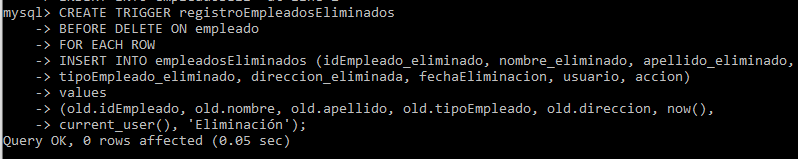 mysql> CREATE TRIGGER registroEmpleadosEliminados
-> BEFORE DELETE ON empleado
-> FOR EACH ROW
-> INSERT INTO empleadosEliminados (idEmpleado_eliminado, nombre_eliminado, apellido_eliminado,
-> tipoEmpleado_eliminado, direccion_eliminada, fechaEliminacion, usuario, accion)
-> values
-> (old.idEmpleado, old.nombre, old.apellido, old.tipoEmpleado, old.direccion, now(),
-> current_user(), 'Eliminación');
Query OK, 0 rows affected (0.05 sec)